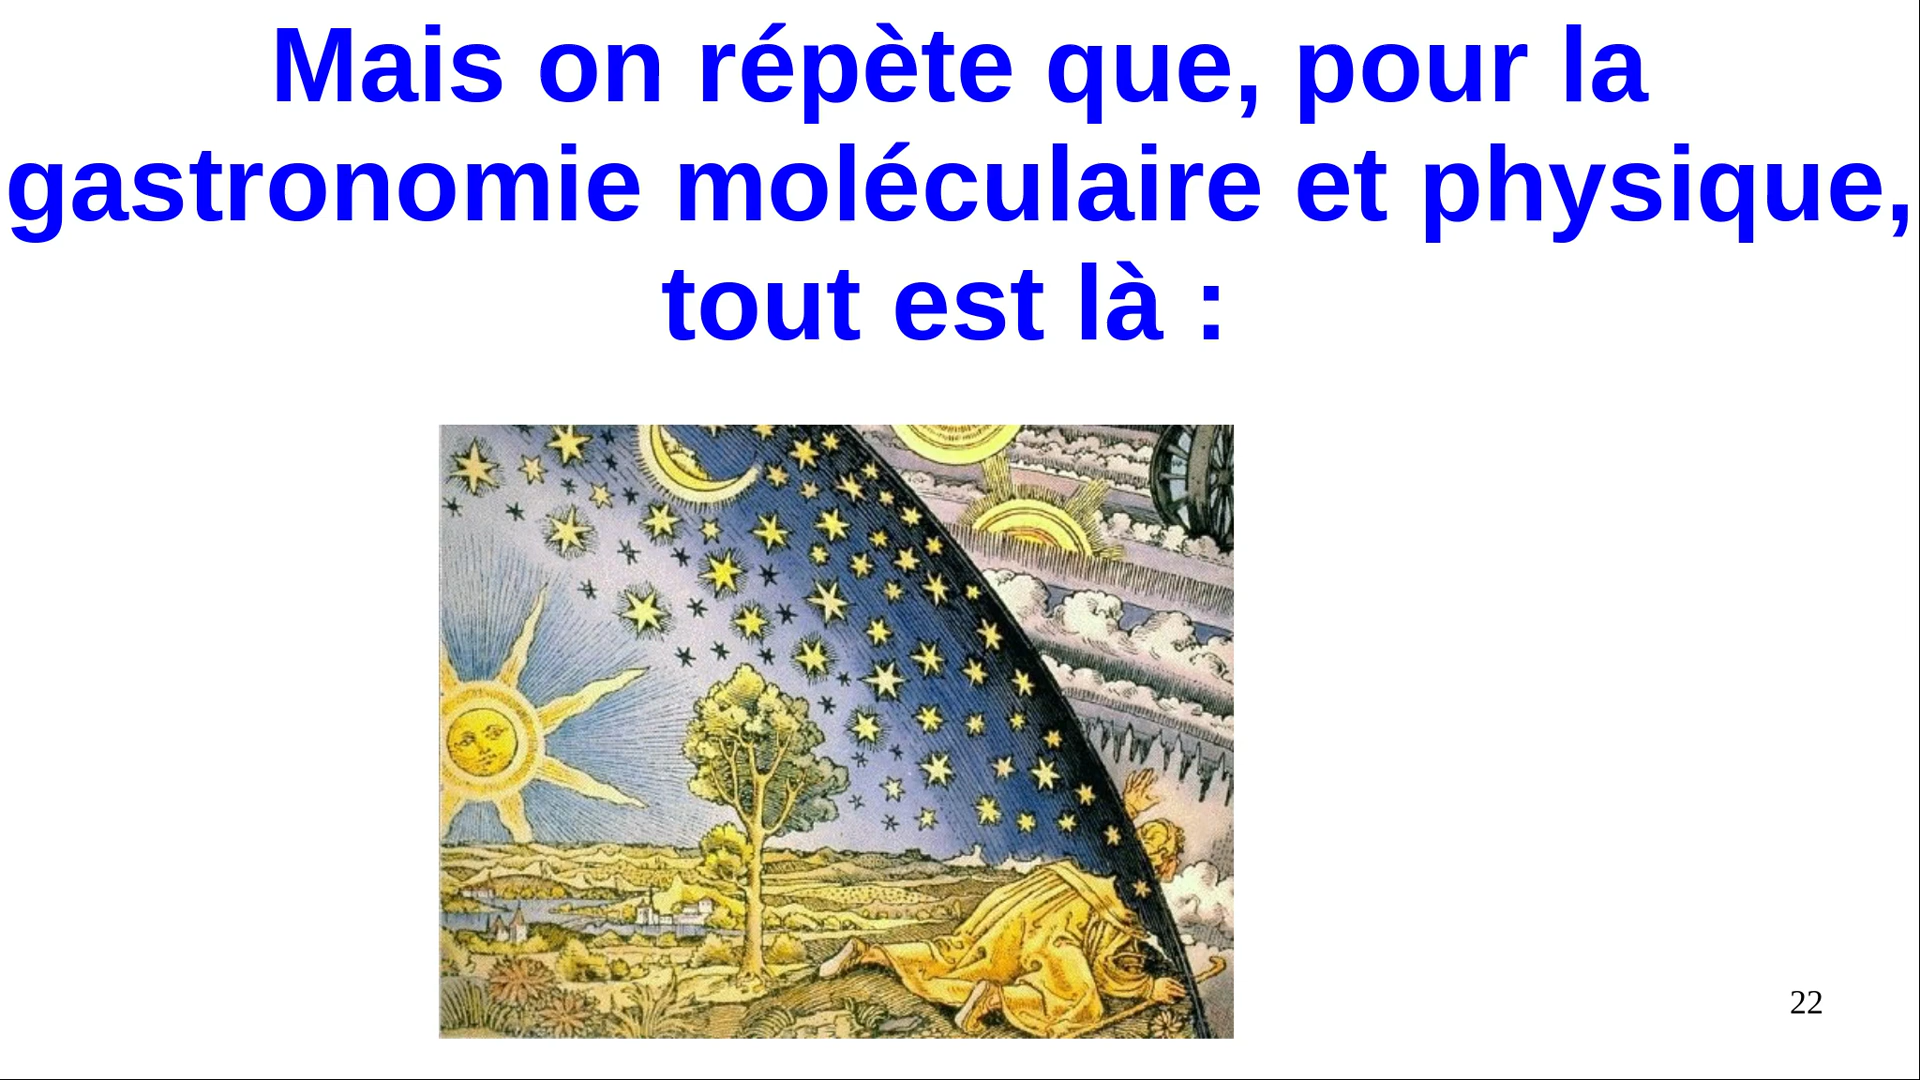 Mais on répète que, pour la
gastronomie moléculaire et physique,
tout est là :
22